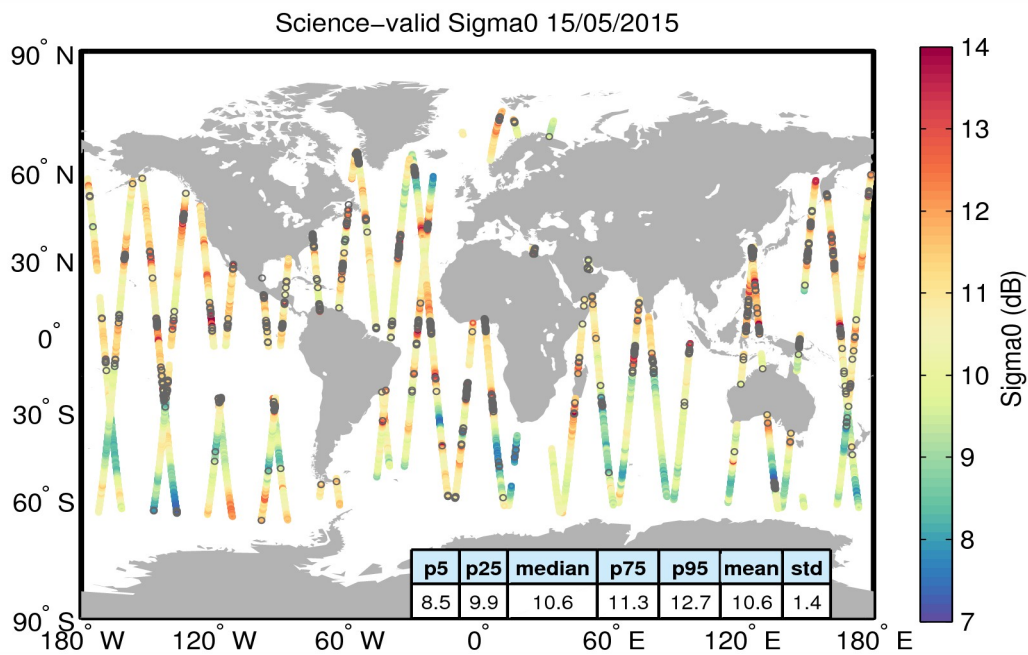 Science−valid Sigma0 15/05/2015
90° N
60° N
30° N
0°
30° S
60° S
90° S
180° W
120° W
60° W
0°
60° E
120° E
180° E
p5 p25 median p75 p95 mean std
8.5 9.9 10.6 11.3 12.7 10.6 1.4
14
13
12
11
10
9
8
7
Sigma0 (dB)